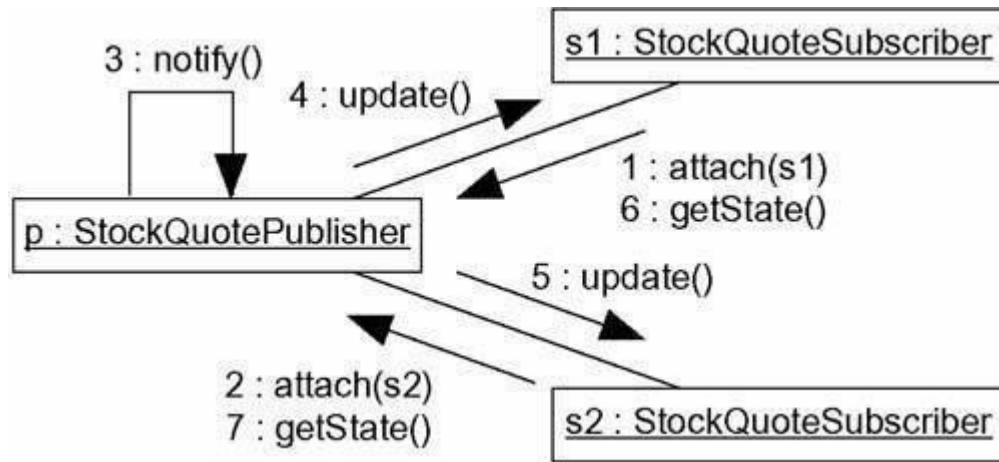 s1 : StockQuoteSubscriber
3 : notify()
4 : update()
1 : attach(s1)
6 : getState()
p : StockQuotePublisher
5 : update()
2 : attach(s2)
7 : getState()
s2 : StockQuoteSubscriber